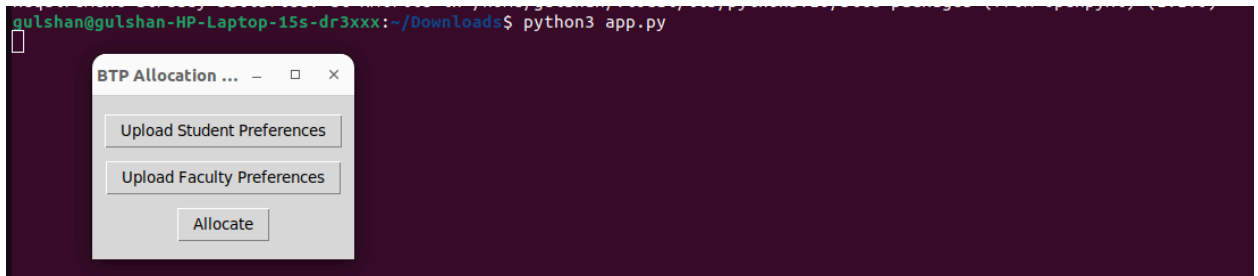 gulshan@gulshan-HP-Laptop-15s-dr3xxx:~/Downloads$ python3 app.py
BTP Allocation ...
Upload Student Preferences
Upload Faculty Preferences
Allocate